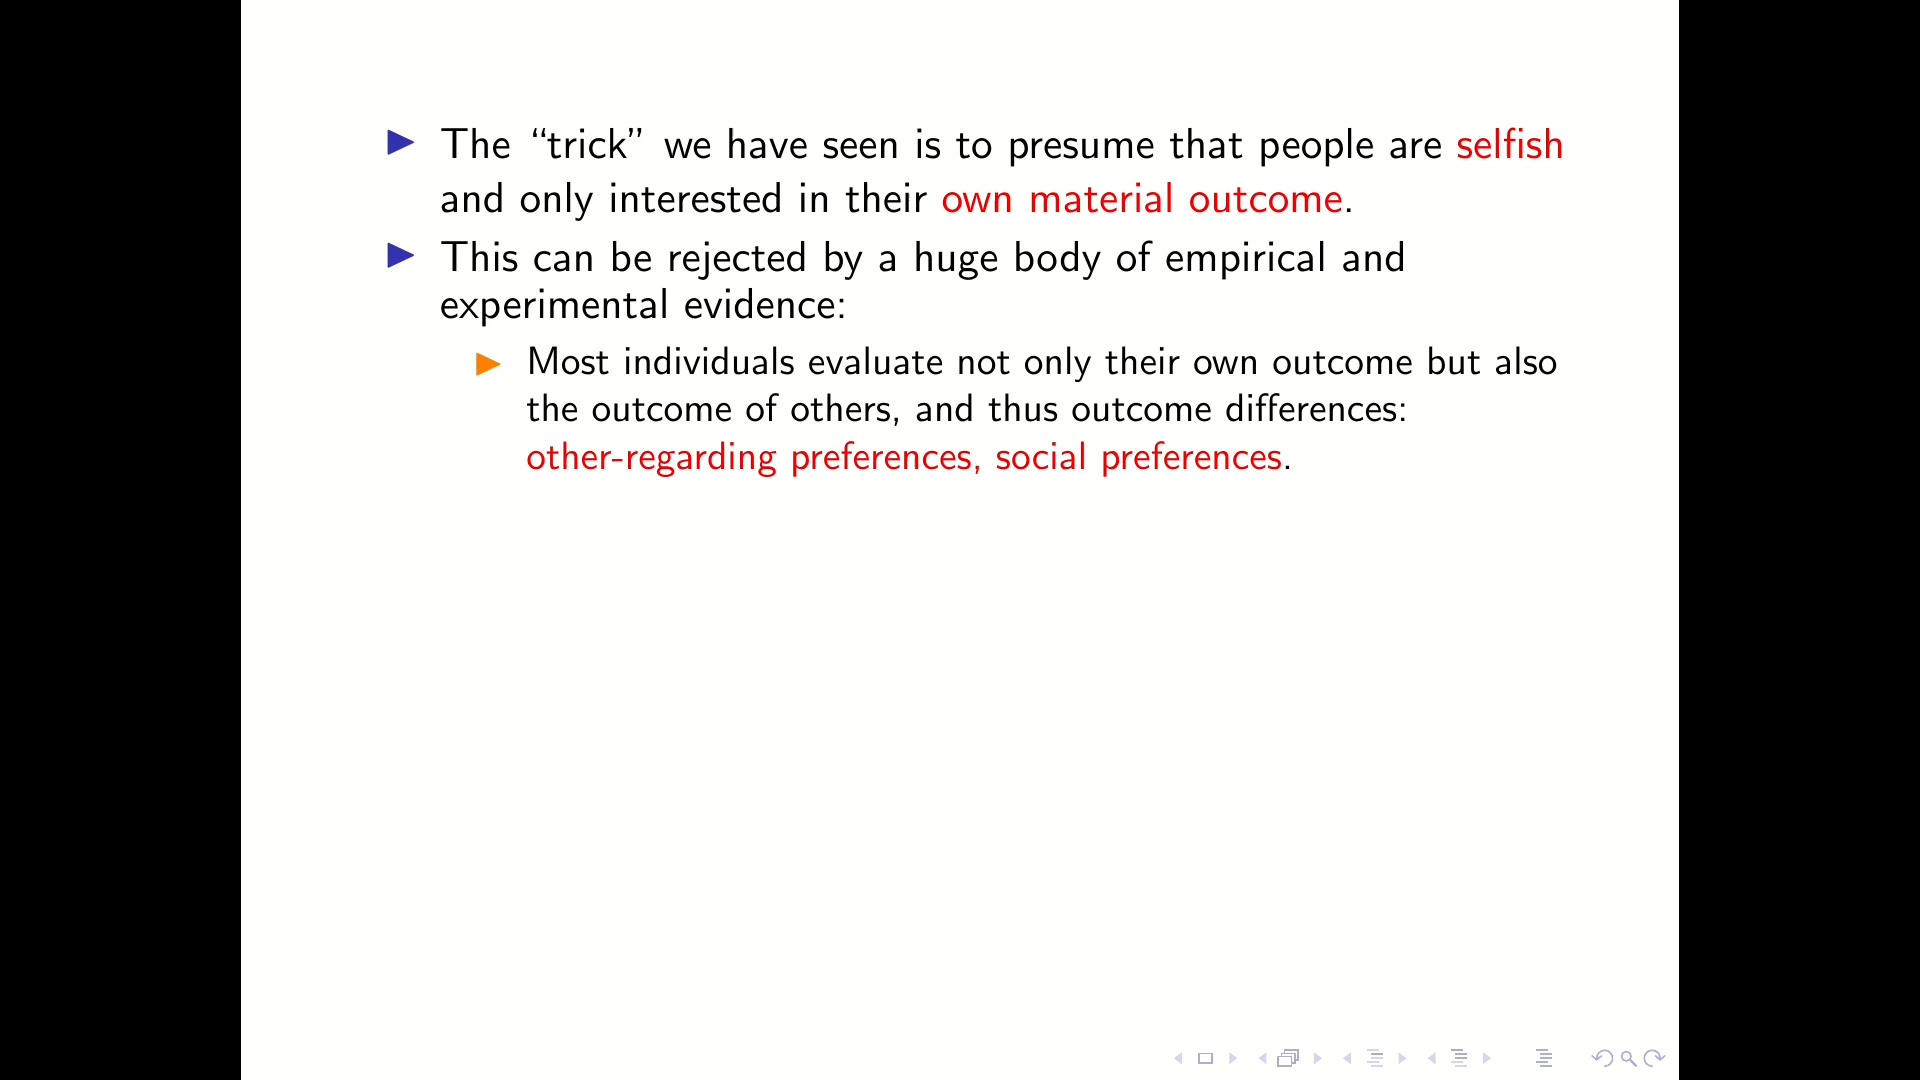 The “trick” we have seen is to presume that people are selfish
and only interested in their own material outcome.
This can be rejected by a huge body of empirical and
experimental evidence:
Most individuals evaluate not only their own outcome but also
the outcome of others, and thus outcome differences:
other-regarding preferences, social preferences.